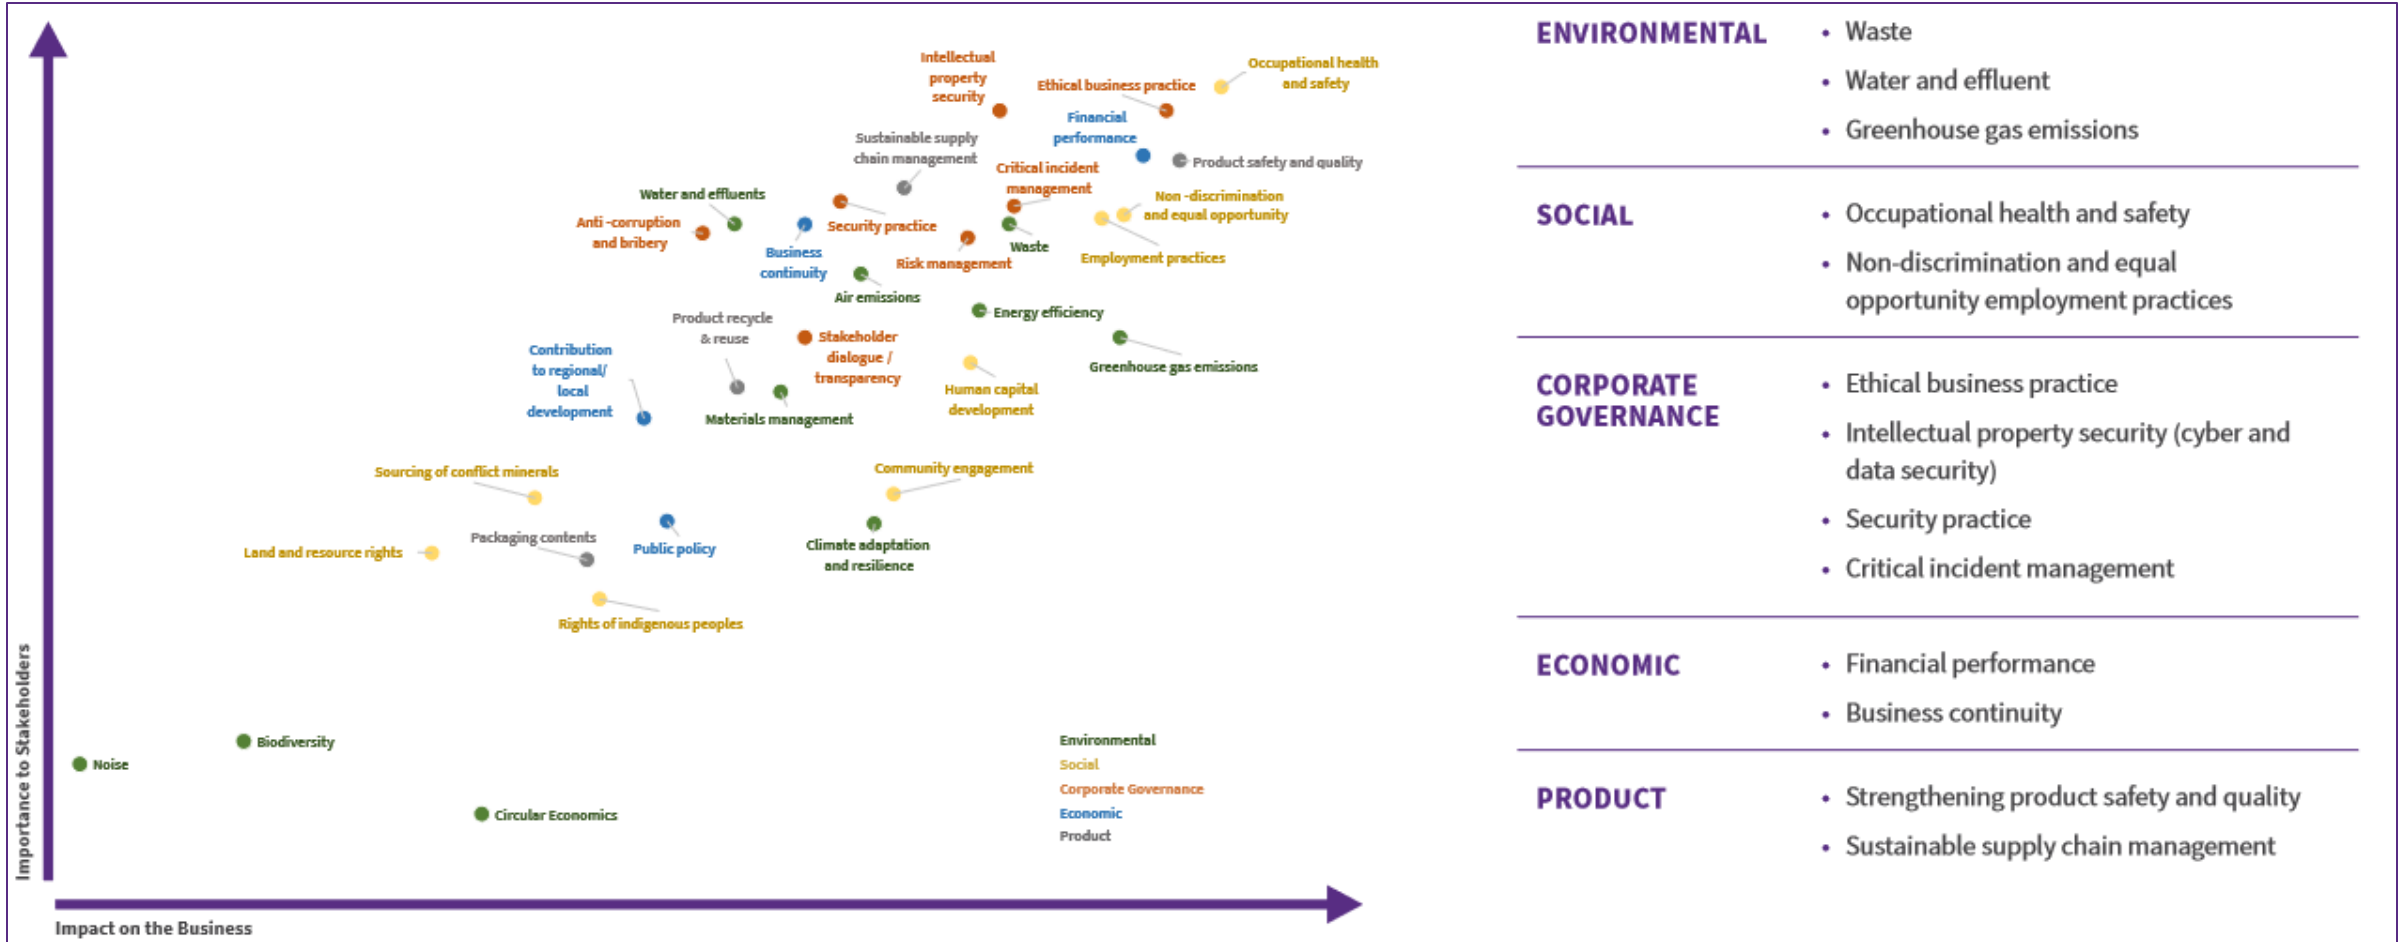 Intellectual
property
security
Occupational health
and safety
Ethical business practice
Financial
performance
Sustainable supply
chain management
Product safety and quality
Critical incident
management
Water and effluents
Non -discrimination
and equal opportunity
Anti -corruption
and bribery
Security practice
Business
continuity
Waste
Risk management
Employment practices
Air emissions
Energy efficiency
Product recycle
& reuse
Stakeholder
dialogue /
transparency
Contribution
to regional/
local
development
Greenhouse gas emissions
Human capital
development
Materials management
Sourcing of conflict minerals
Community engagement
Packaging contents
Land and resource rights
Public policy
Climate adaptation
and resilience
Rights of indigenous peoples
Biodiversity
Noise
Circular Economics
Environmental
Social
Corporate Governance
Economic
Product
Importance to Stakeholders
Impact on the Business
ENVIRONMENTAL
• Waste
• Water and effluent
• Greenhouse gas emissions
SOCIAL
• Occupational health and safety
• Non-discrimination and equal
opportunity employment practices
CORPORATE
GOVERNANCE
• Ethical business practice
• Intellectual property security (cyber and
data security)
• Security practice
• Critical incident management
ECONOMIC
• Financial performance
• Business continuity
PRODUCT
• Strengthening product safety and quality
• Sustainable supply chain management